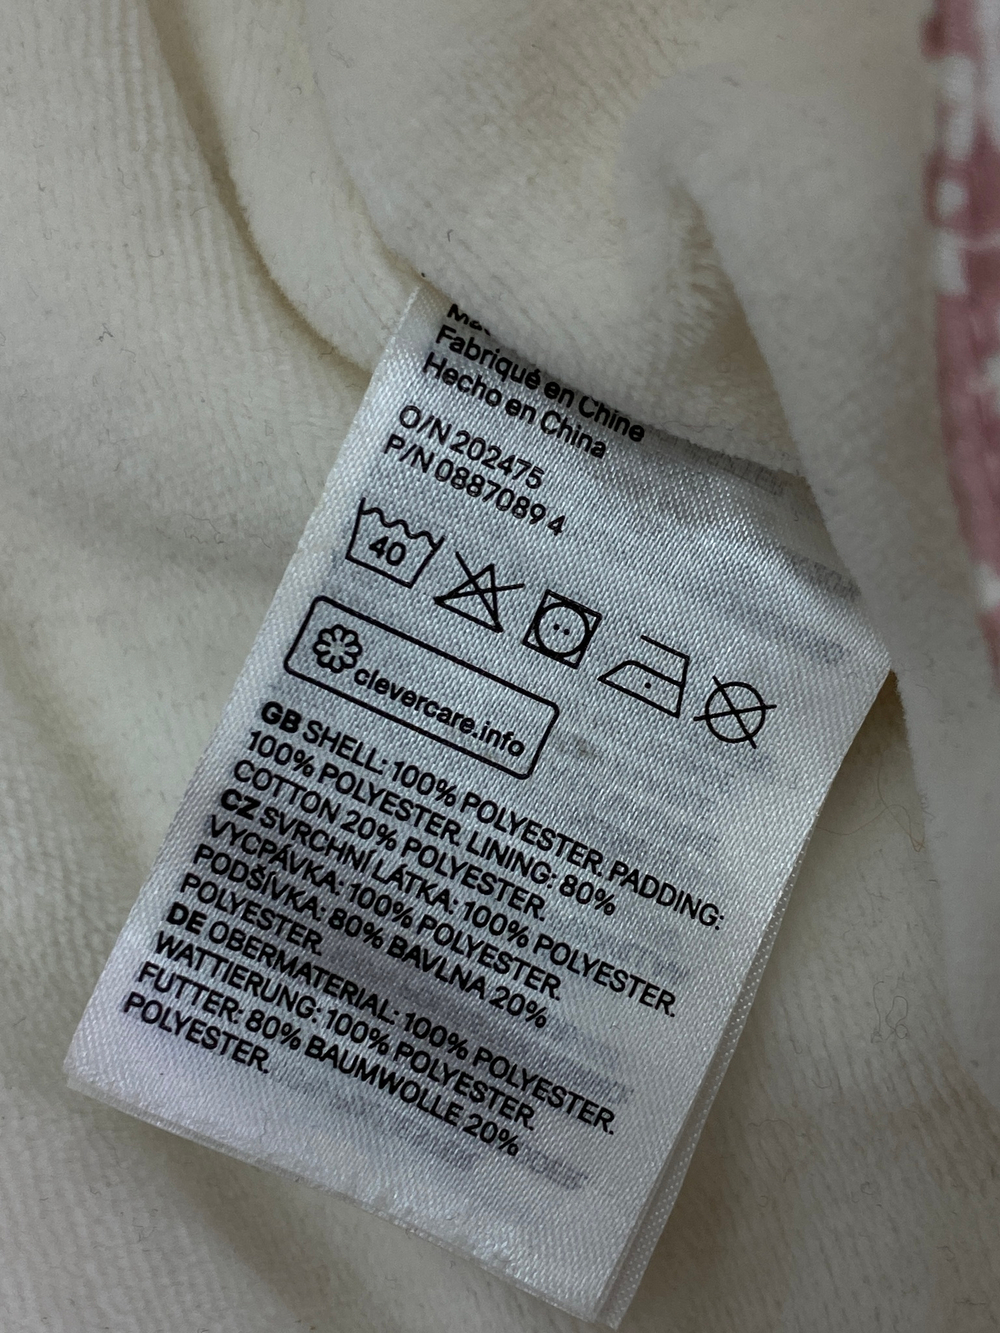 Fabriqué en Chine
Hecho en China
O/N 202475
P/N 0887089 4
40
clevercare.info
GB SHELL: 100% POLYESTER. PADDING:
100% POLYESTER. LINING: 80%
COTTON 20% POLYESTER.
CZ SVRCHNÍ LÁTKA: 100% POLYESTER.
VYCPÁVKA: 100% POLYESTER.
PODŠÍVKA: 80% BAVLNA 20%
POLYESTER.
DE OBERMATERIAL: 100% POLYESTER.
WATTIERUNG: 100% POLYESTER.
FUTTER: 80% BAUMWOLLE 20%
POLYESTER.